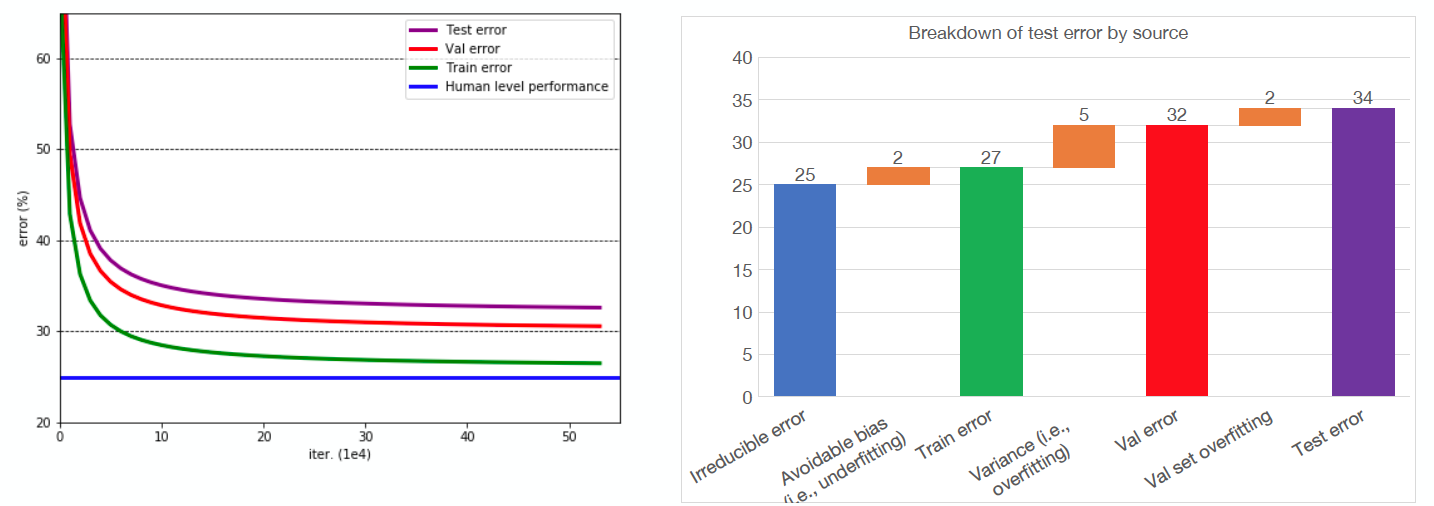 Test error
Val error
Train error
Human level performance
60
50
40
30
20
error (%)
0
10
20
30
40
50
iter. (1e4)
Breakdown of test error by source
40
35
30
25
20
15
10
5
0
25
2
27
5
32
2
34
Irreducible error
Avoidable bias
(i.e., underfitting)
Train error
Variance (i.e.,
overfitting)
Val error
Val set overfitting
Test error